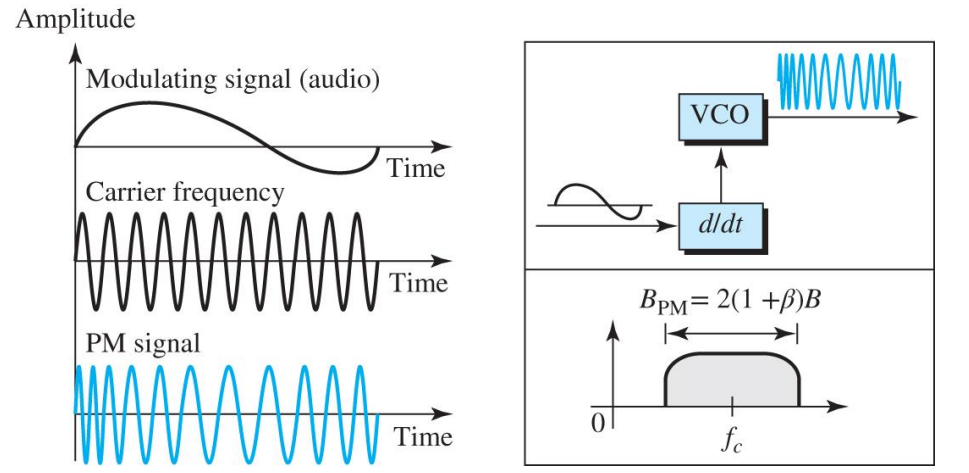 Amplitude
Modulating signal (audio)
Time
Carrier frequency
Time
PM signal
Time
VCO
d/dt
B_PM = 2(1 + β)B
0
f_c